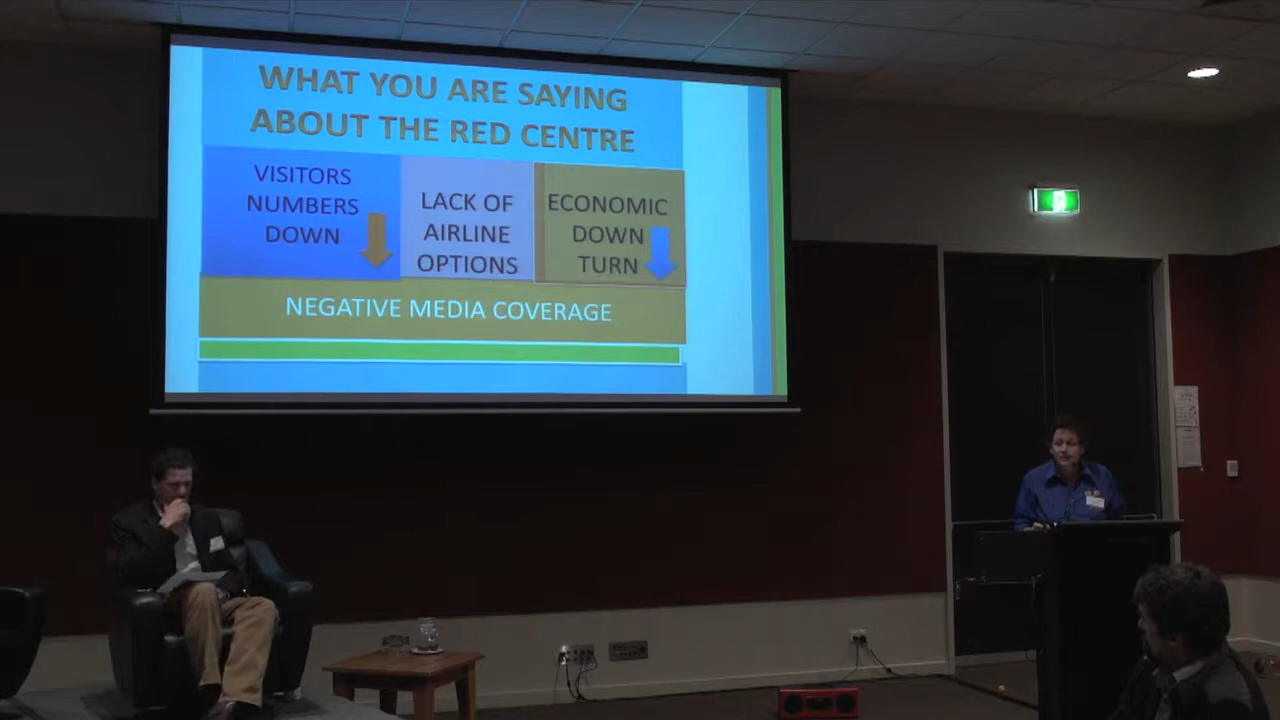 WHAT YOU ARE SAYING
ABOUT THE RED CENTRE
VISITORS
NUMBERS
DOWN
LACK OF
AIRLINE
OPTIONS
ECONOMIC
DOWN
TURN
NEGATIVE MEDIA COVERAGE